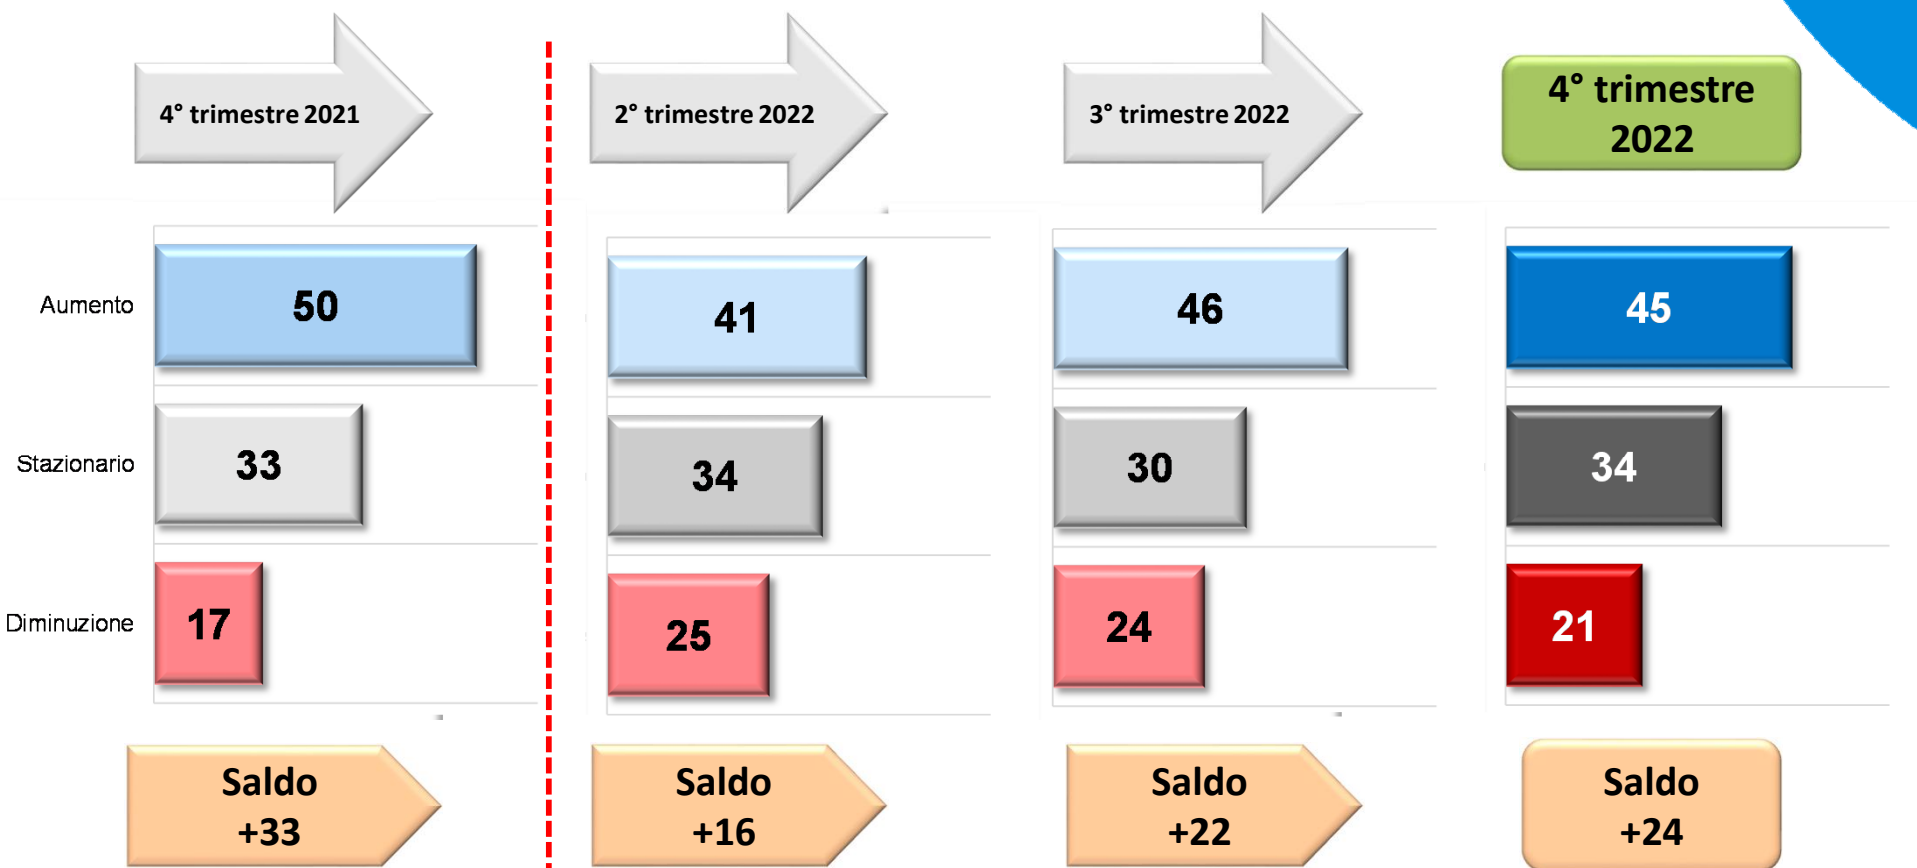 4° trimestre 2021
2° trimestre 2022
3° trimestre 2022
4° trimestre
2022
Aumento
50
41
46
45
Stazionario
33
34
30
34
Diminuzione
17
25
24
21
Saldo
+33
Saldo
+16
Saldo
+22
Saldo
+24